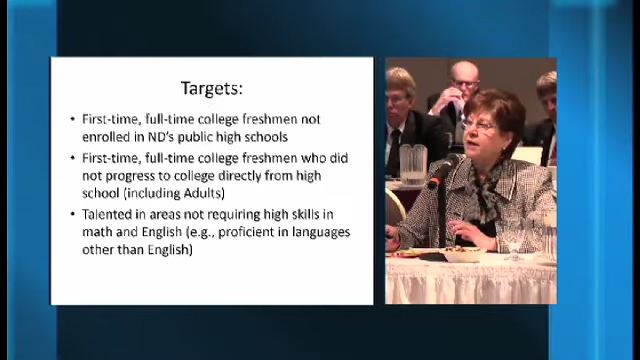 Targets:
• First-time, full-time college freshmen not
enrolled in ND's public high schools
• First-time, full-time college freshmen who did
not progress to college directly from high
school (including Adults)
• Talented in areas not requiring high skills in
math and English (e.g., proficient in languages
other than English)